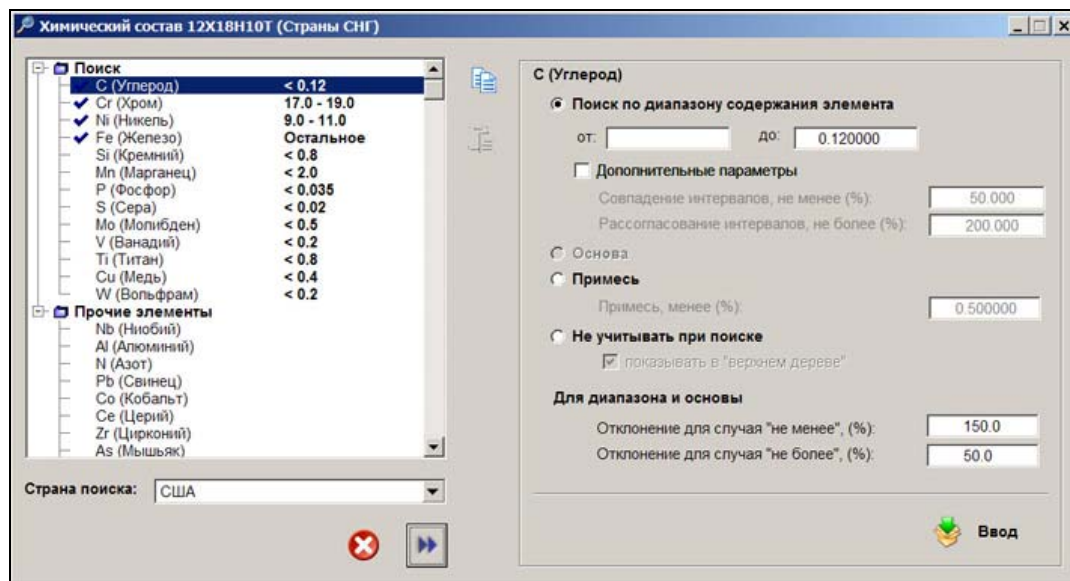 Химический состав 12Х18Н10Т (Страны СНГ)
Поиск
C (Углерод) < 0.12
Cr (Хром) 17.0 - 19.0
Ni (Никель) 9.0 - 11.0
Fe (Железо) Остальное
Si (Кремний) < 0.8
Mn (Марганец) < 2.0
P (Фосфор) < 0.035
S (Сера) < 0.02
Mo (Молибден) < 0.5
V (Ванадий) < 0.2
Ti (Титан) < 0.8
Cu (Медь) < 0.4
W (Вольфрам) < 0.2
Прочие элементы
Nb (Ниобий)
Al (Алюминий)
N (Азот)
Pb (Свинец)
Co (Кобальт)
Ce (Церий)
Zr (Цирконий)
As (Мышьяк)
Страна поиска: США
C (Углерод)
Поиск по диапазону содержания элемента
от: до: 0.120000
Дополнительные параметры
Совпадение интервалов, не менее (%): 50.000
Рассогласование интервалов, не более (%): 200.000
Основа
Примесь
Примесь, менее (%): 0.500000
Не учитывать при поиске
показывать в "верхнем дереве"
Для диапазона и основы
Отклонение для случая "не менее", (%): 150.0
Отклонение для случая "не более", (%): 50.0
Ввод